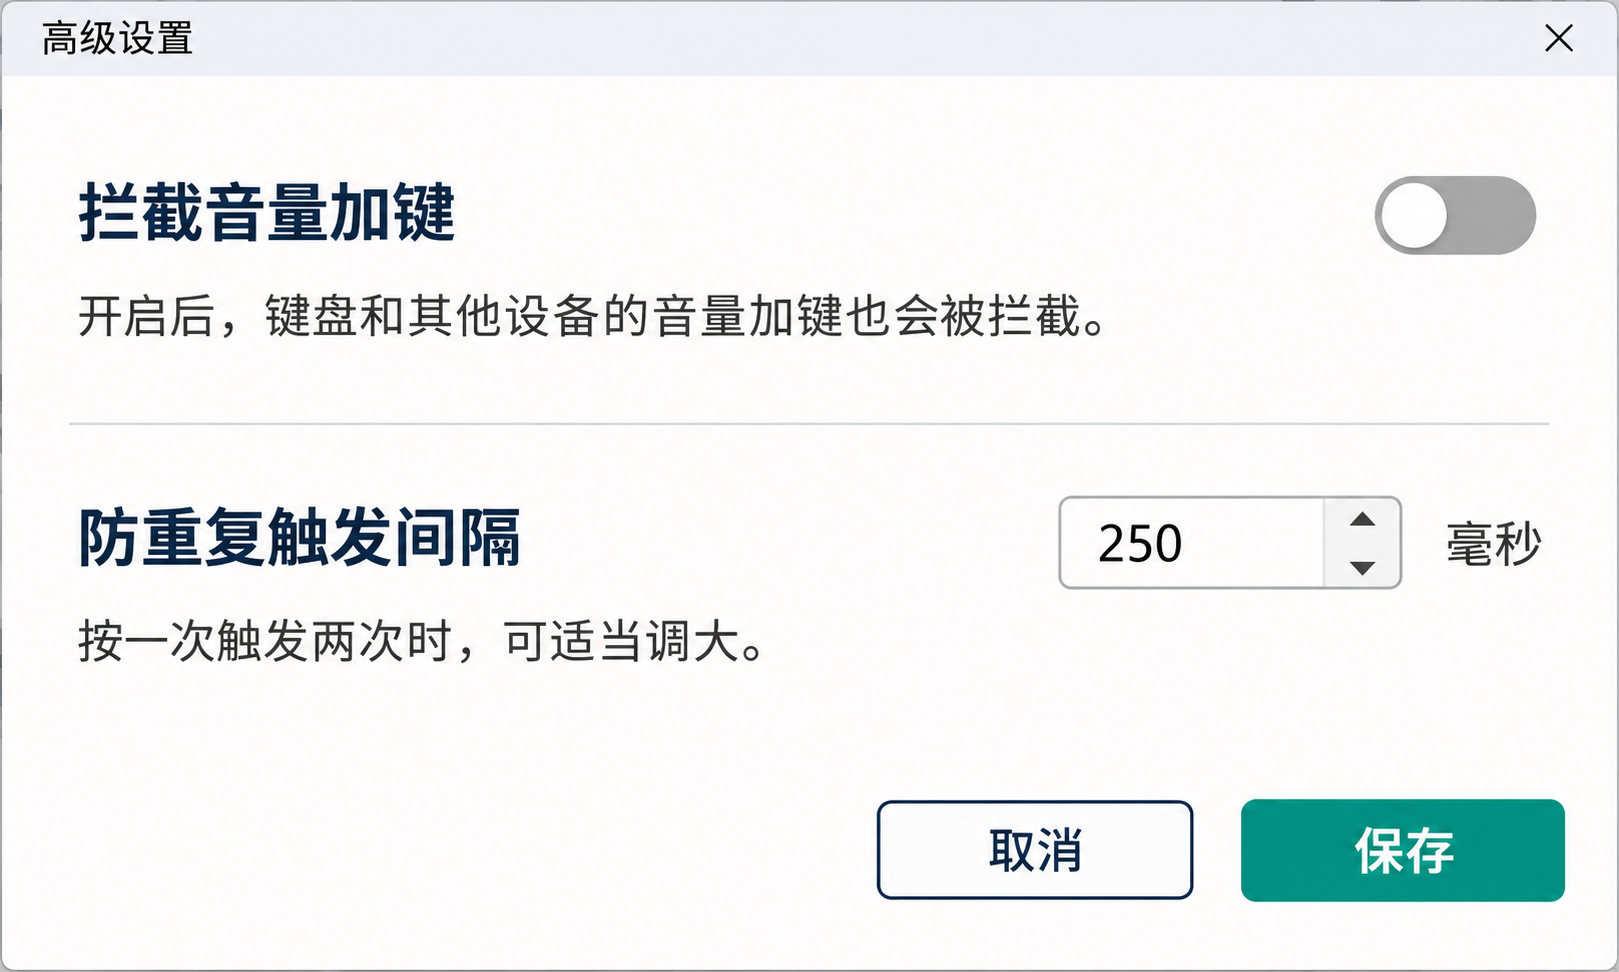 高级设置
拦截音量加键
开启后，键盘和其他设备的音量加键也会被拦截。
防重复触发间隔
250
毫秒
按一次触发两次时，可适当调大。
取消
保存